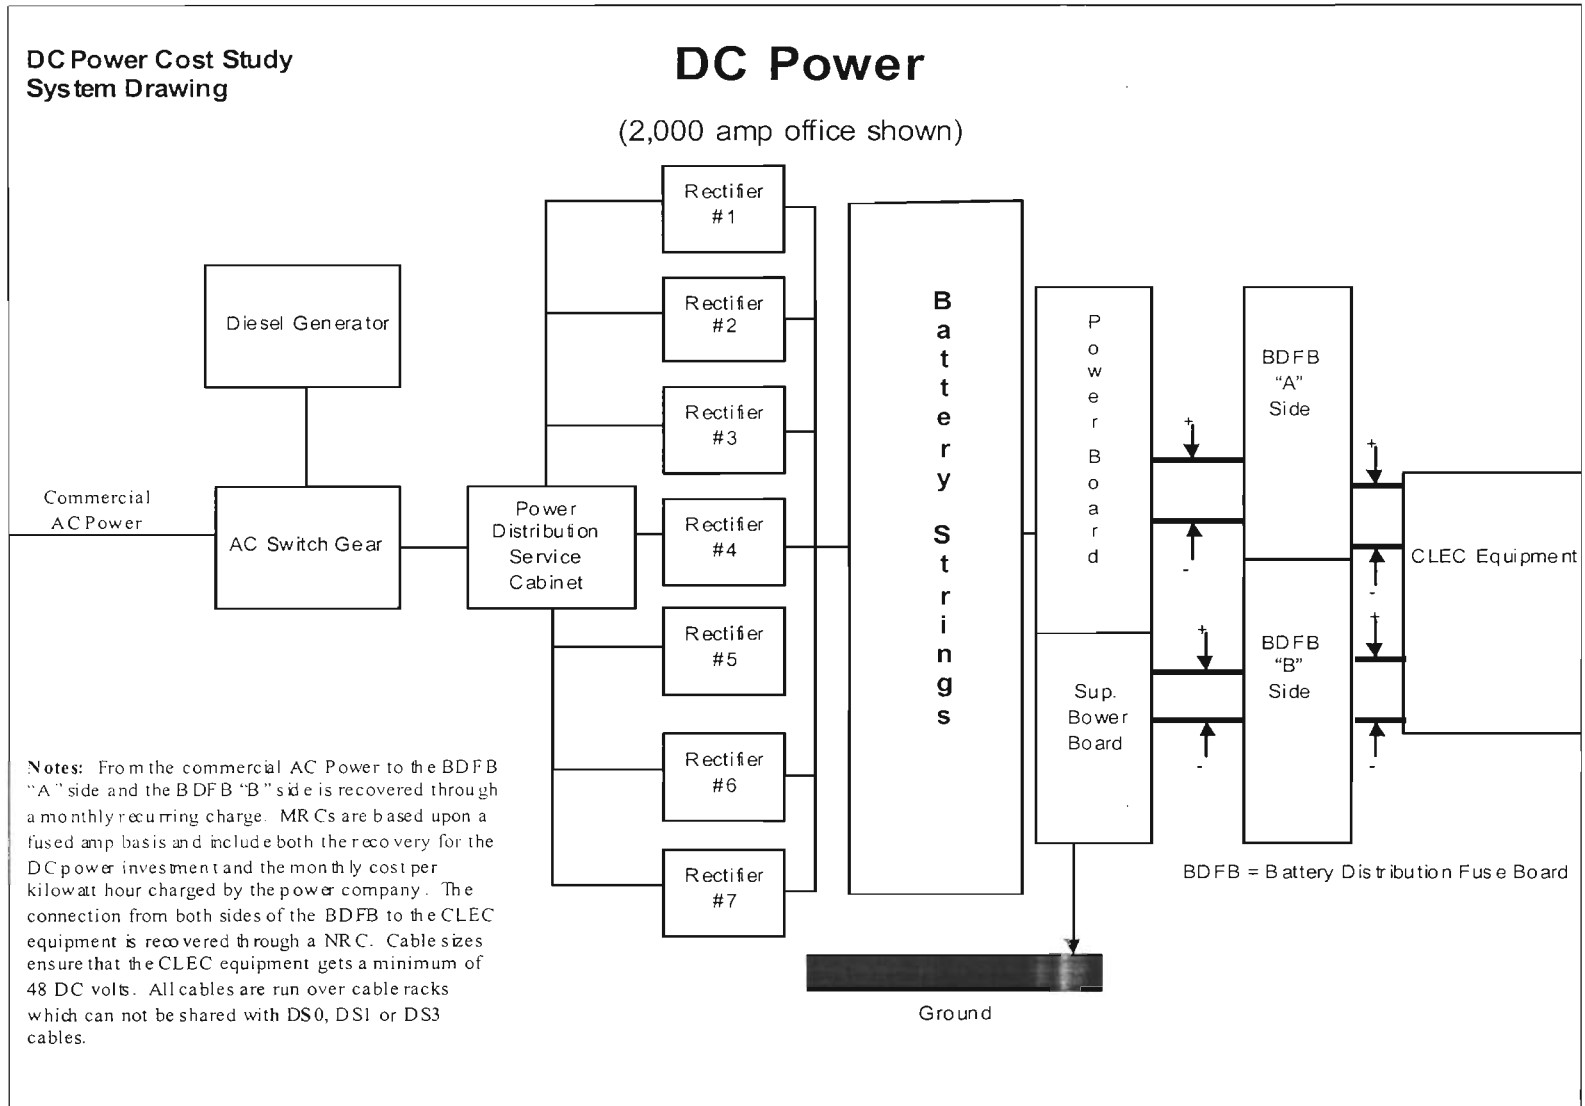 DC Power Cost Study
System Drawing
DC Power
(2,000 amp office shown)
Rectifier
#1
Diesel Generator
Rectifier
#2
Rectifier
#3
Commercial
AC Power
AC Switch Gear
Power
Distribution
Service
Cabinet
Rectifier
#4
Rectifier
#5
Rectifier
#6
Rectifier
#7
Battery Strings
Power Board
Sup.
Bower
Board
+
-
+
-
BDFB
“A”
Side
BDFB
“B”
Side
+
-
+
-
CLEC Equipment
BDFB = Battery Distribution Fuse Board
Ground
Notes: From the commercial AC Power to the BDFB
“A” side and the BDFB “B” side is recovered through
a monthly recurring charge. MRCs are based upon a
fused amp basis and include both the recovery for the
DC power investment and the monthly cost per
kilowatt hour charged by the power company. The
connection from both sides of the BDFB to the CLEC
equipment is recovered through a NRC. Cable sizes
ensure that the CLEC equipment gets a minimum of
48 DC volts. All cables are run over cable racks
which can not be shared with DS0, DS1 or DS3
cables.